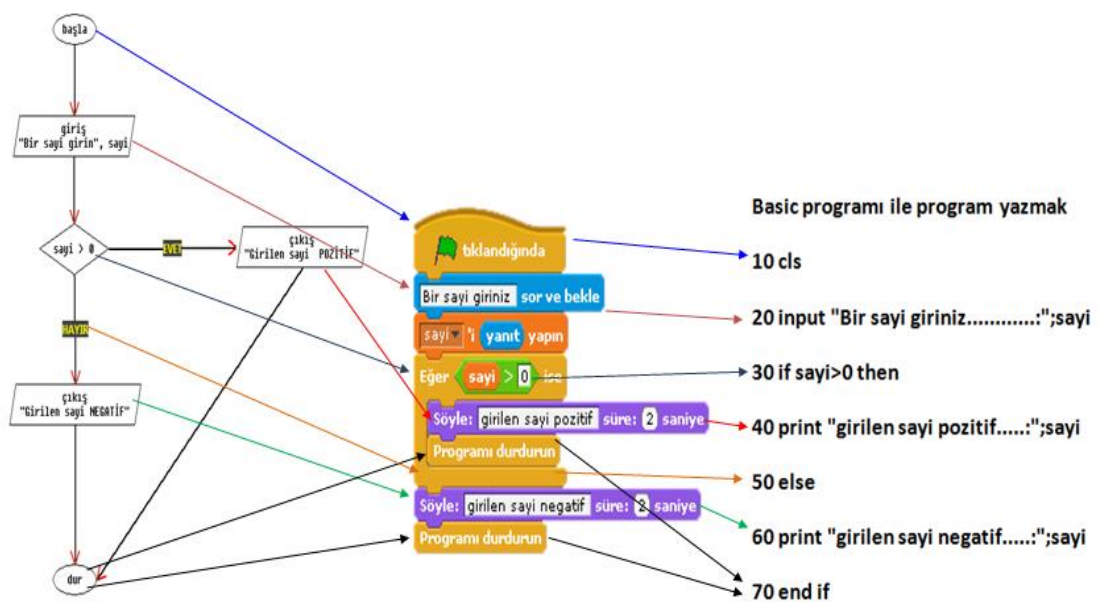 başla
giriş
"Bir sayi girin", sayi
sayi > 0
EVET
çıkış
"Girilen sayi POZİTİF"
HAYIR
çıkış
"Girilen sayi NEGATİF"
dur
tıklandığında
Bir sayi giriniz sor ve bekle
sayi 'i yanıt yapın
Eğer sayi > 0 ise
Söyle: girilen sayi pozitif süre: 2 saniye
Programı durdurun
Söyle: girilen sayi negatif süre: 2 saniye
Programı durdurun
Basic programı ile program yazmak
10 cls
20 input "Bir sayi giriniz.............:";sayi
30 if sayi>0 then
40 print "girilen sayi pozitif.....:";sayi
50 else
60 print "girilen sayi negatif.....:";sayi
70 end if